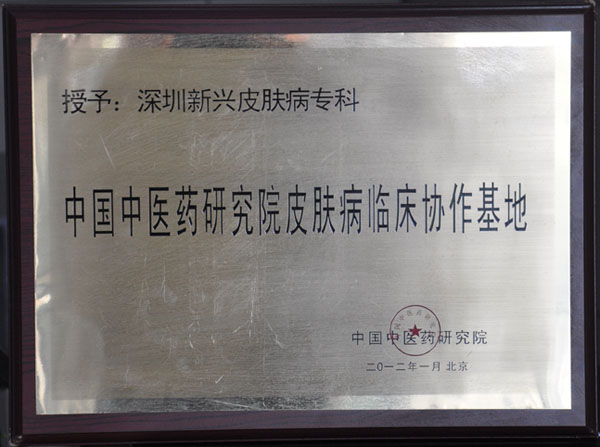 授予：深圳新兴皮肤病专科
中国中医药研究院皮肤病临床协作基地
中国中医药研究院
二〇一二年一月 北京